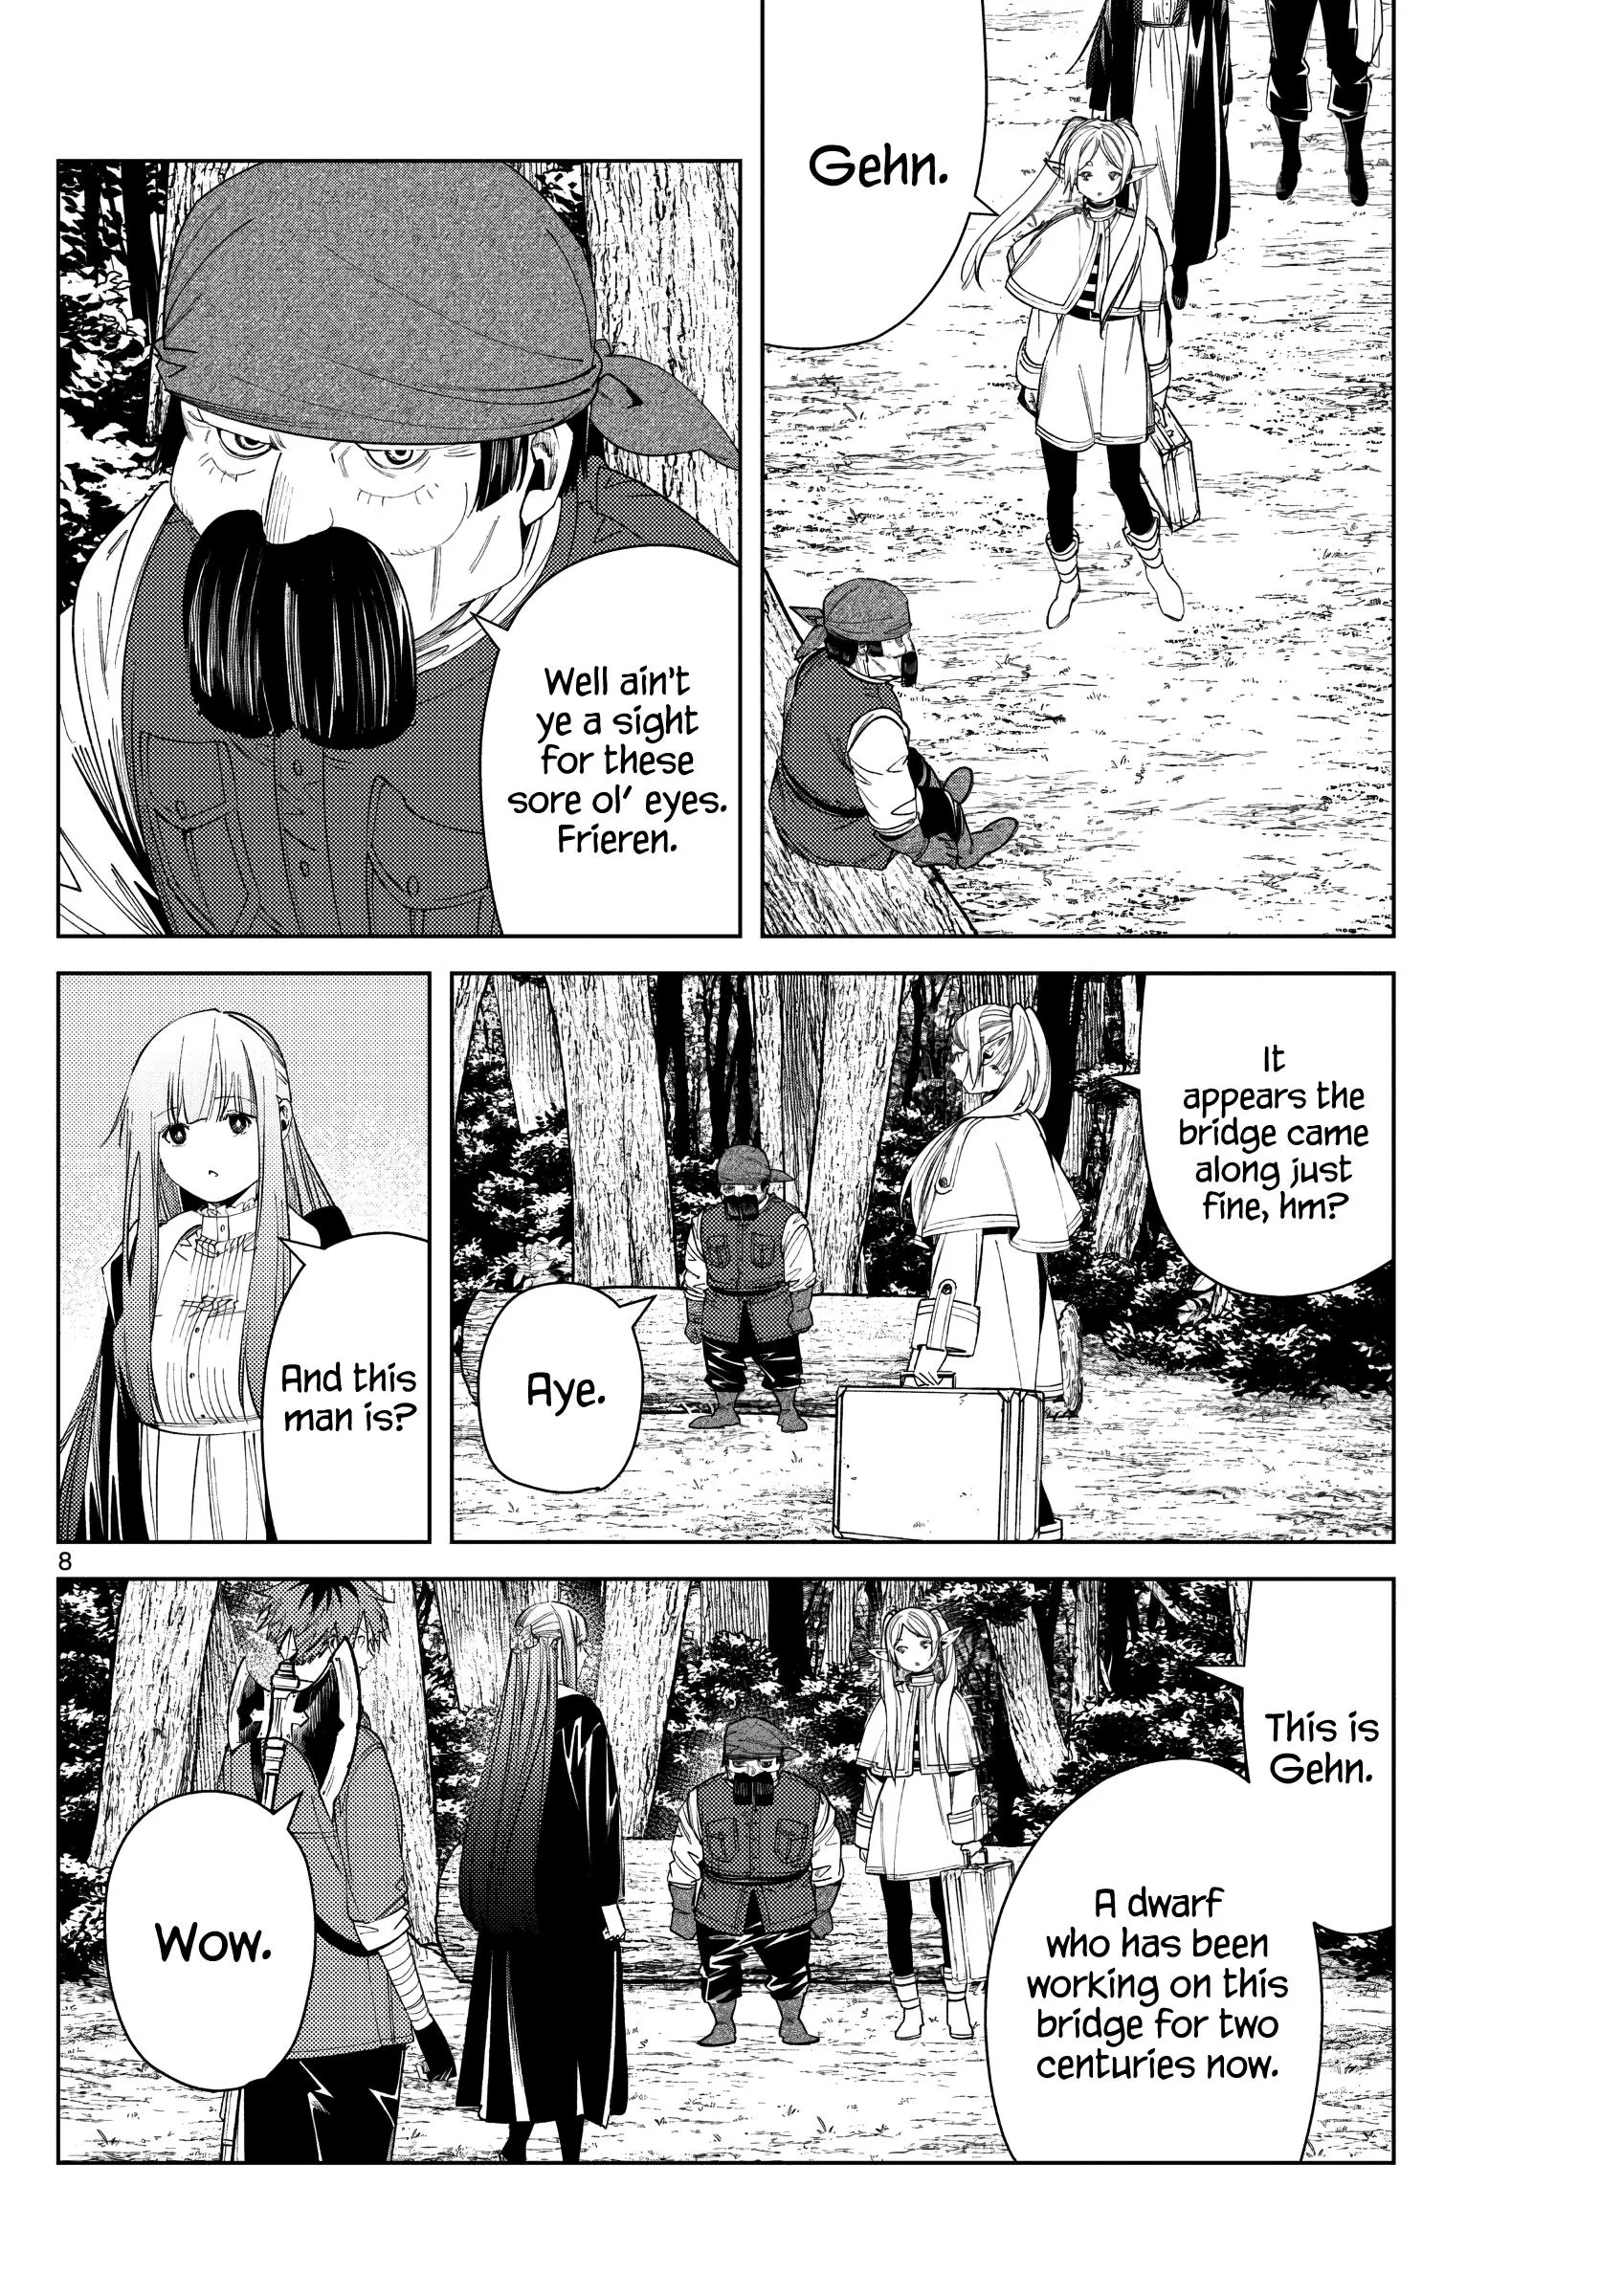 Gehn.
Well ain't
ye a sight
for these
sore ol' eyes.
Frieren.
It
appears the
bridge came
along just
fine, hm?
Aye.
And this
man is?
8
This is
Gehn.
A dwarf
who has been
working on this
bridge for two
centuries now.
Wow.